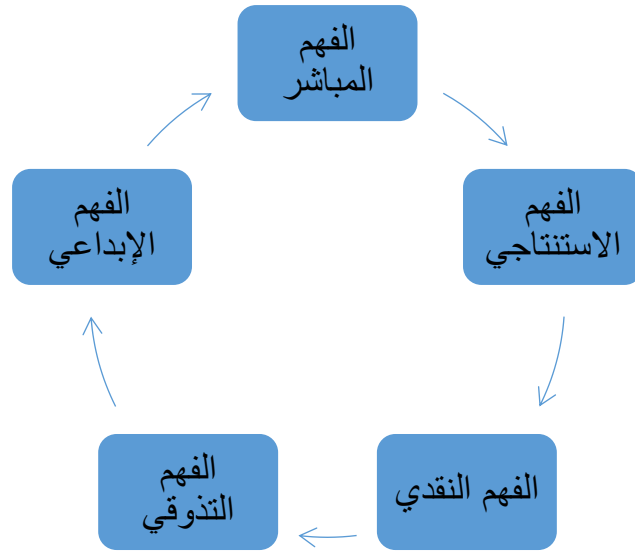 الفهم
المباشر
الفهم
الاستنتاجي
الفهم النقدي
الفهم
التذوقي
الفهم
الإبداعي